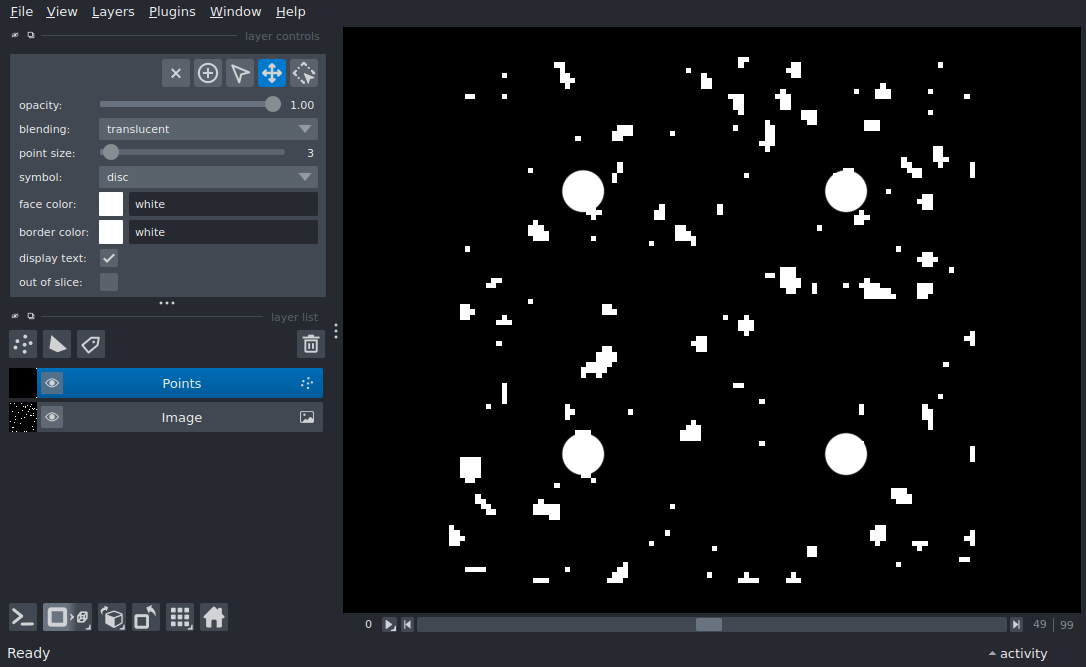 File View Layers Plugins Window Help
layer controls
opacity: 1.00
blending: translucent
point size: 3
symbol: disc
face color: white
border color: white
display text:
out of slice:
layer list
Points
Image
0 49 99
Ready activity